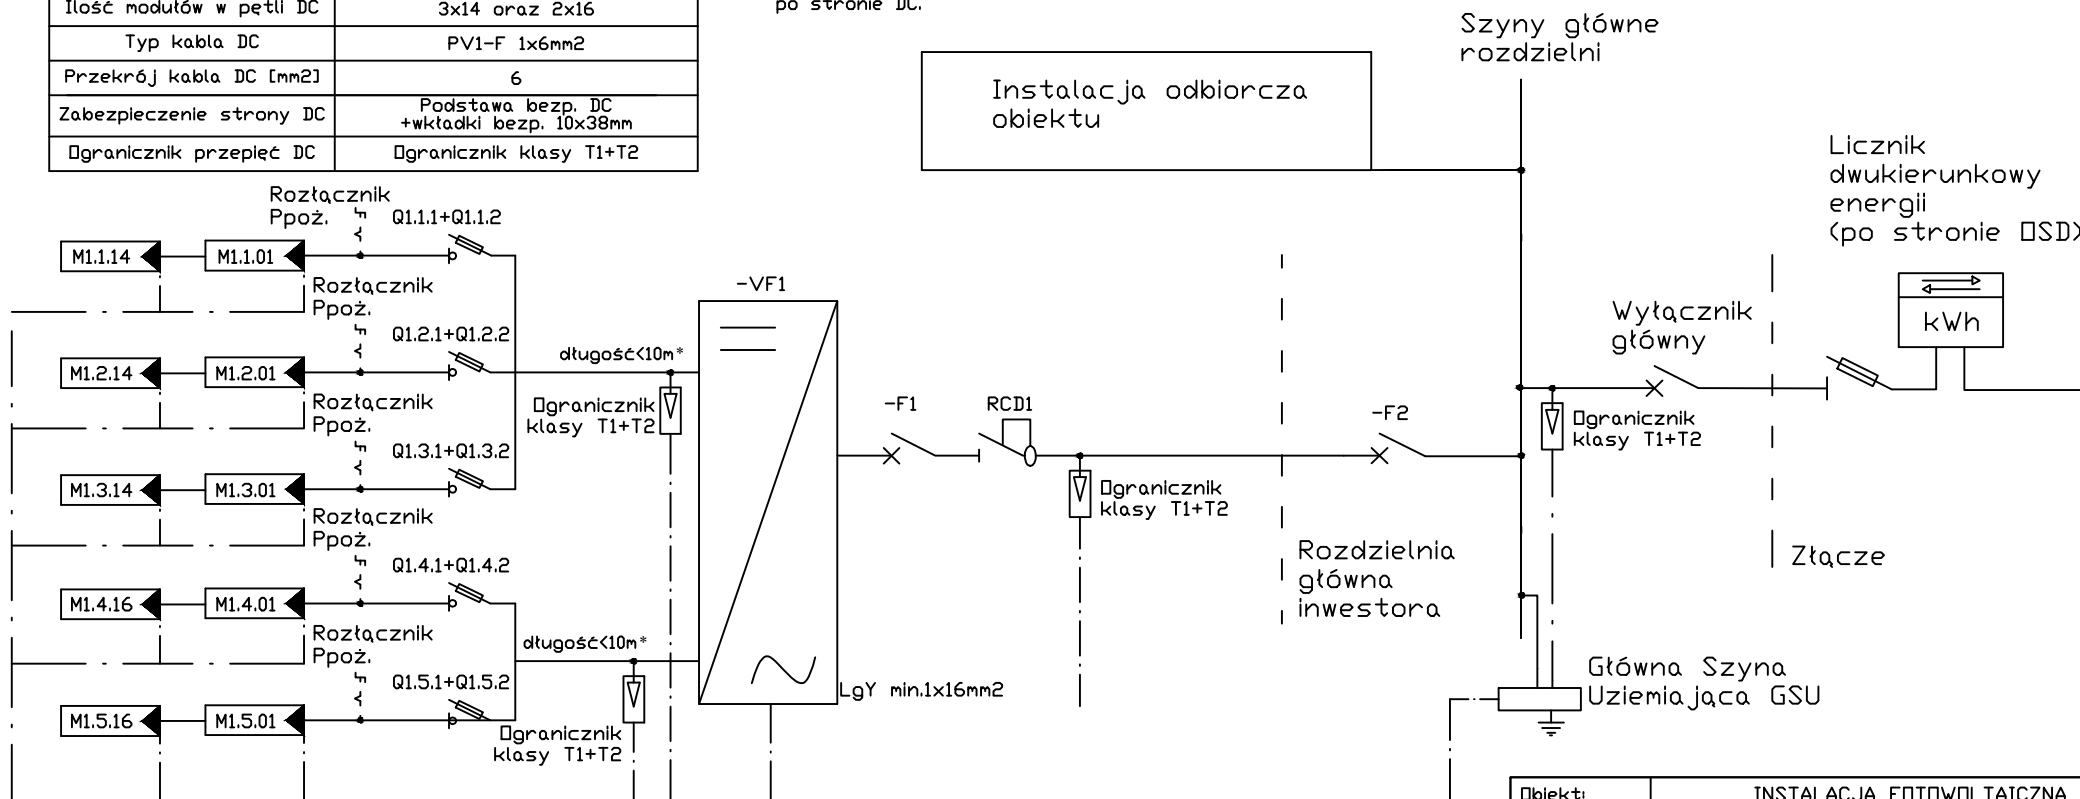 Ilość modułów w pętli DC
3x14 oraz 2x16
Typ kabla DC
PV1-F 1x6mm2
Przekrój kabla DC [mm2]
6
Zabezpieczenie strony DC
Podstawa bezp. DC
+wkładki bezp. 10x38mm
Ogranicznik przepięć DC
Ogranicznik klasy T1+T2
po stronie DC.
Instalacja odbiorcza
obiektu
Szyny główne
rozdzielni
Licznik
dwukierunkowy
energii
(po stronie OSD)
kWh
Wyłącznik
główny
Rozłącznik
Ppoż.
Q1.1.1+Q1.1.2
M1.1.14
M1.1.01
Rozłącznik
Ppoż.
Q1.2.1+Q1.2.2
M1.2.14
M1.2.01
Rozłącznik
Ppoż.
Q1.3.1+Q1.3.2
M1.3.14
M1.3.01
Rozłącznik
Ppoż.
Q1.4.1+Q1.4.2
M1.4.16
M1.4.01
Rozłącznik
Ppoż.
Q1.5.1+Q1.5.2
M1.5.16
M1.5.01
długość<10m*
Ogranicznik
klasy T1+T2
długość<10m*
Ogranicznik
klasy T1+T2
-VF1
LgY min.1x16mm2
-F1
RCD1
Ogranicznik
klasy T1+T2
-F2
Rozdzielnia
główna
inwestora
Ogranicznik
klasy T1+T2
Złącze
Główna Szyna
Uziemiająca GSU
Obiekt:
INSTALACJA FOTOWOLTAICZNA